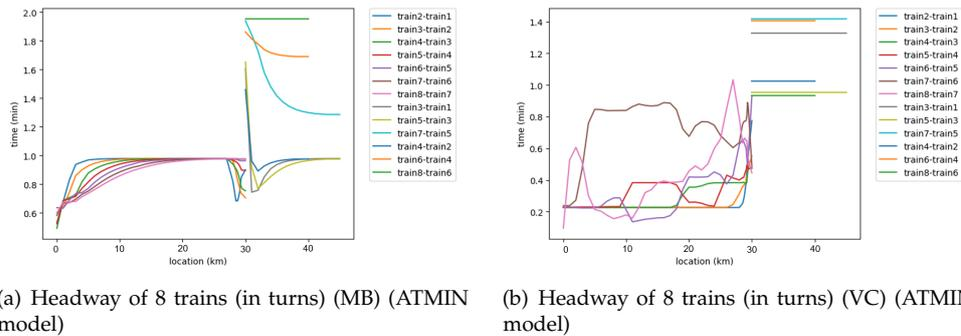 2.0
1.8
1.6
1.4
1.2
1.0
0.8
0.6
time (min)
0
10
20
30
40
location (km)
train2-train1
train3-train2
train4-train3
train5-train4
train6-train5
train7-train6
train8-train7
train3-train1
train5-train3
train7-train5
train4-train2
train6-train4
train8-train6
1.4
1.2
1.0
0.8
0.6
0.4
0.2
time (min)
0
10
20
30
40
location (km)
train2-train1
train3-train2
train4-train3
train5-train4
train6-train5
train7-train6
train8-train7
train3-train1
train5-train3
train7-train5
train4-train2
train6-train4
train8-train6
a) Headway of 8 trains (in turns) (MB) (ATMIN
model)
(b) Headway of 8 trains (in turns) (VC) (ATMIN
model)